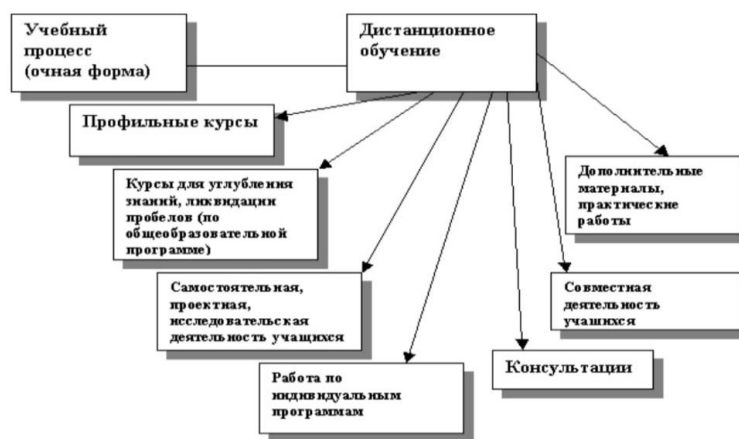 Учебный
процесс
(очная форма)
Дистанционное
обучение
Профильные курсы
Курсы для углубления
знаний, ликвидации
пробелов (по
общеобразовательной
программе)
Дополнительные
материалы,
практические
работы
Самостоятельная,
проектная,
исследовательская
деятельность учащихся
Совместная
деятельность
учашихся
Работа по
индивидуальным
программам
Консультации